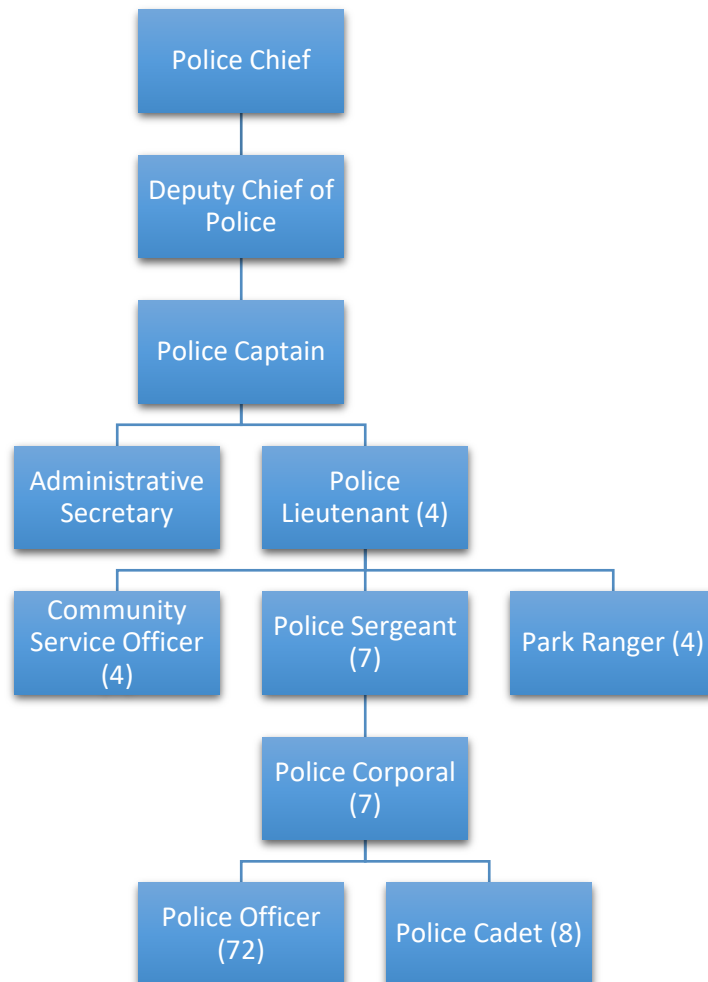 Police Chief
Deputy Chief of
Police
Police Captain
Administrative
Secretary
Police
Lieutenant (4)
Community
Service Officer
(4)
Police Sergeant
(7)
Park Ranger (4)
Police Corporal
(7)
Police Officer
(72)
Police Cadet (8)